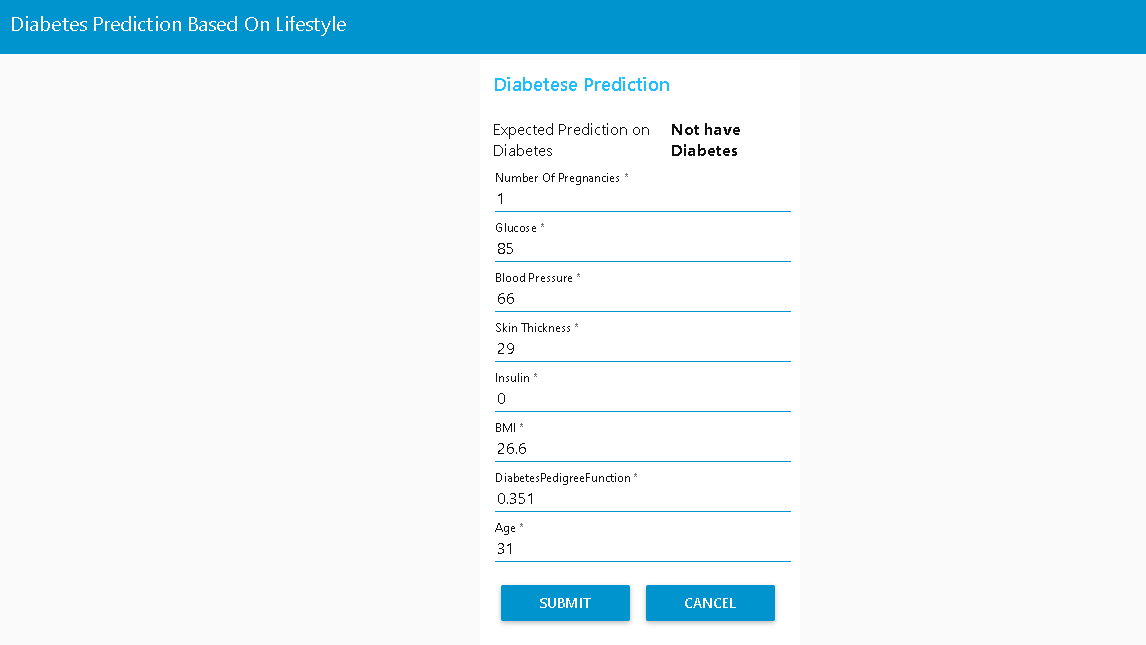 Diabetes Prediction Based On Lifestyle
Diabetese Prediction
Expected Prediction on Diabetes
Not have Diabetes
Number Of Pregnancies *
1
Glucose *
85
Blood Pressure *
66
Skin Thickness *
29
Insulin *
0
BMI *
26.6
DiabetesPedigreeFunction *
0.351
Age *
31
SUBMIT CANCEL